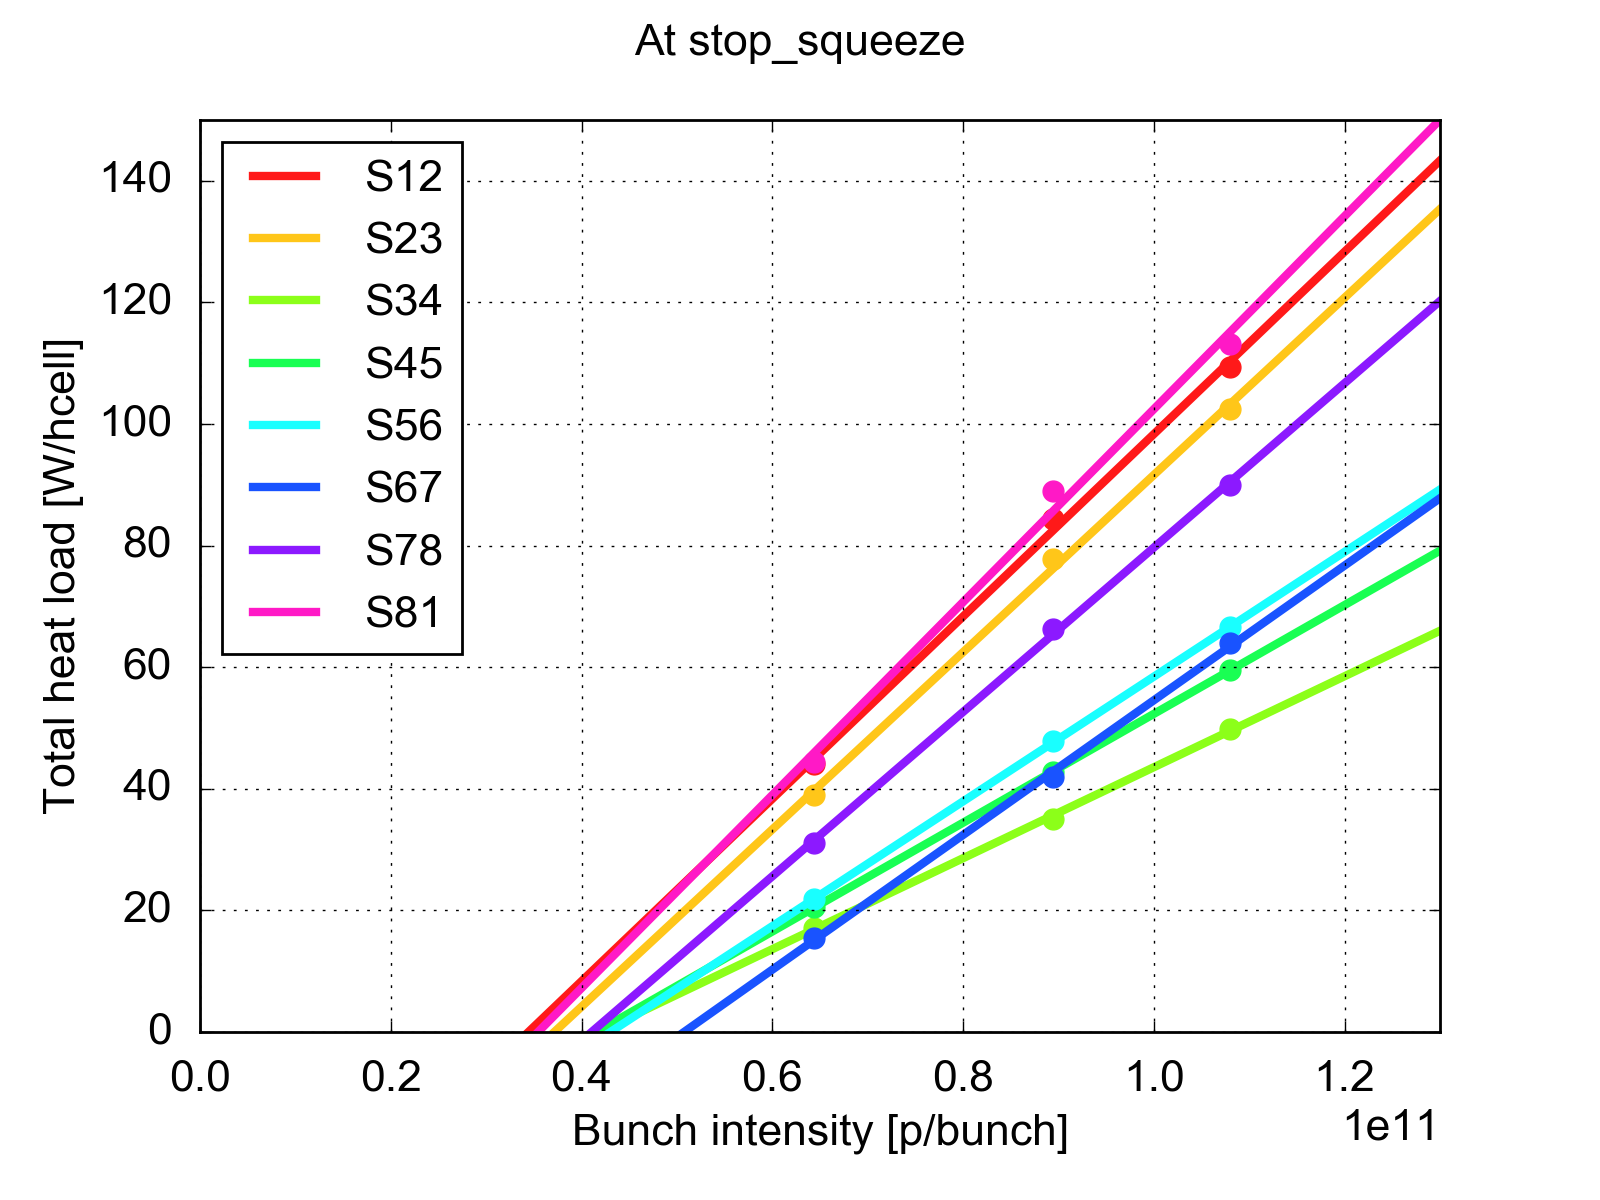 At stop_squeeze
Total heat load [W/hcell]
140
120
100
80
60
40
20
0
S12
S23
S34
S45
S56
S67
S78
S81
0.0 0.2 0.4 0.6 0.8 1.0 1.2
1e11
Bunch intensity [p/bunch]